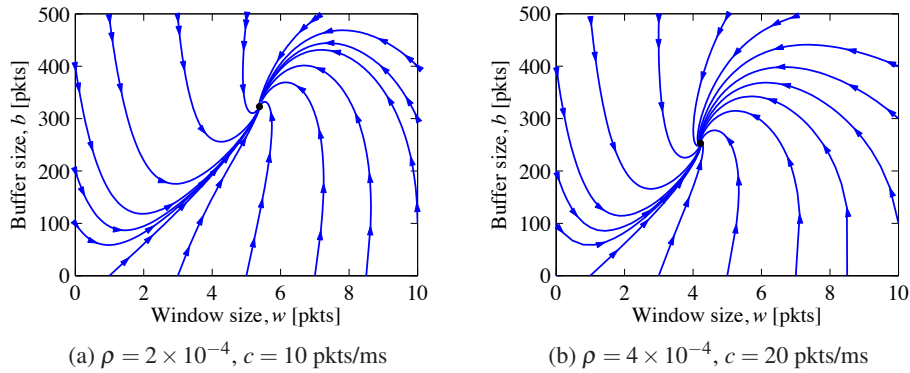 500
400
300
200
100
0
Buffer size, b [pkts]
0 2 4 6 8 10
Window size, w [pkts]
(a) ρ = 2 × 10⁻⁴, c = 10 pkts/ms
500
400
300
200
100
0
Buffer size, b [pkts]
0 2 4 6 8 10
Window size, w [pkts]
(b) ρ = 4 × 10⁻⁴, c = 20 pkts/ms